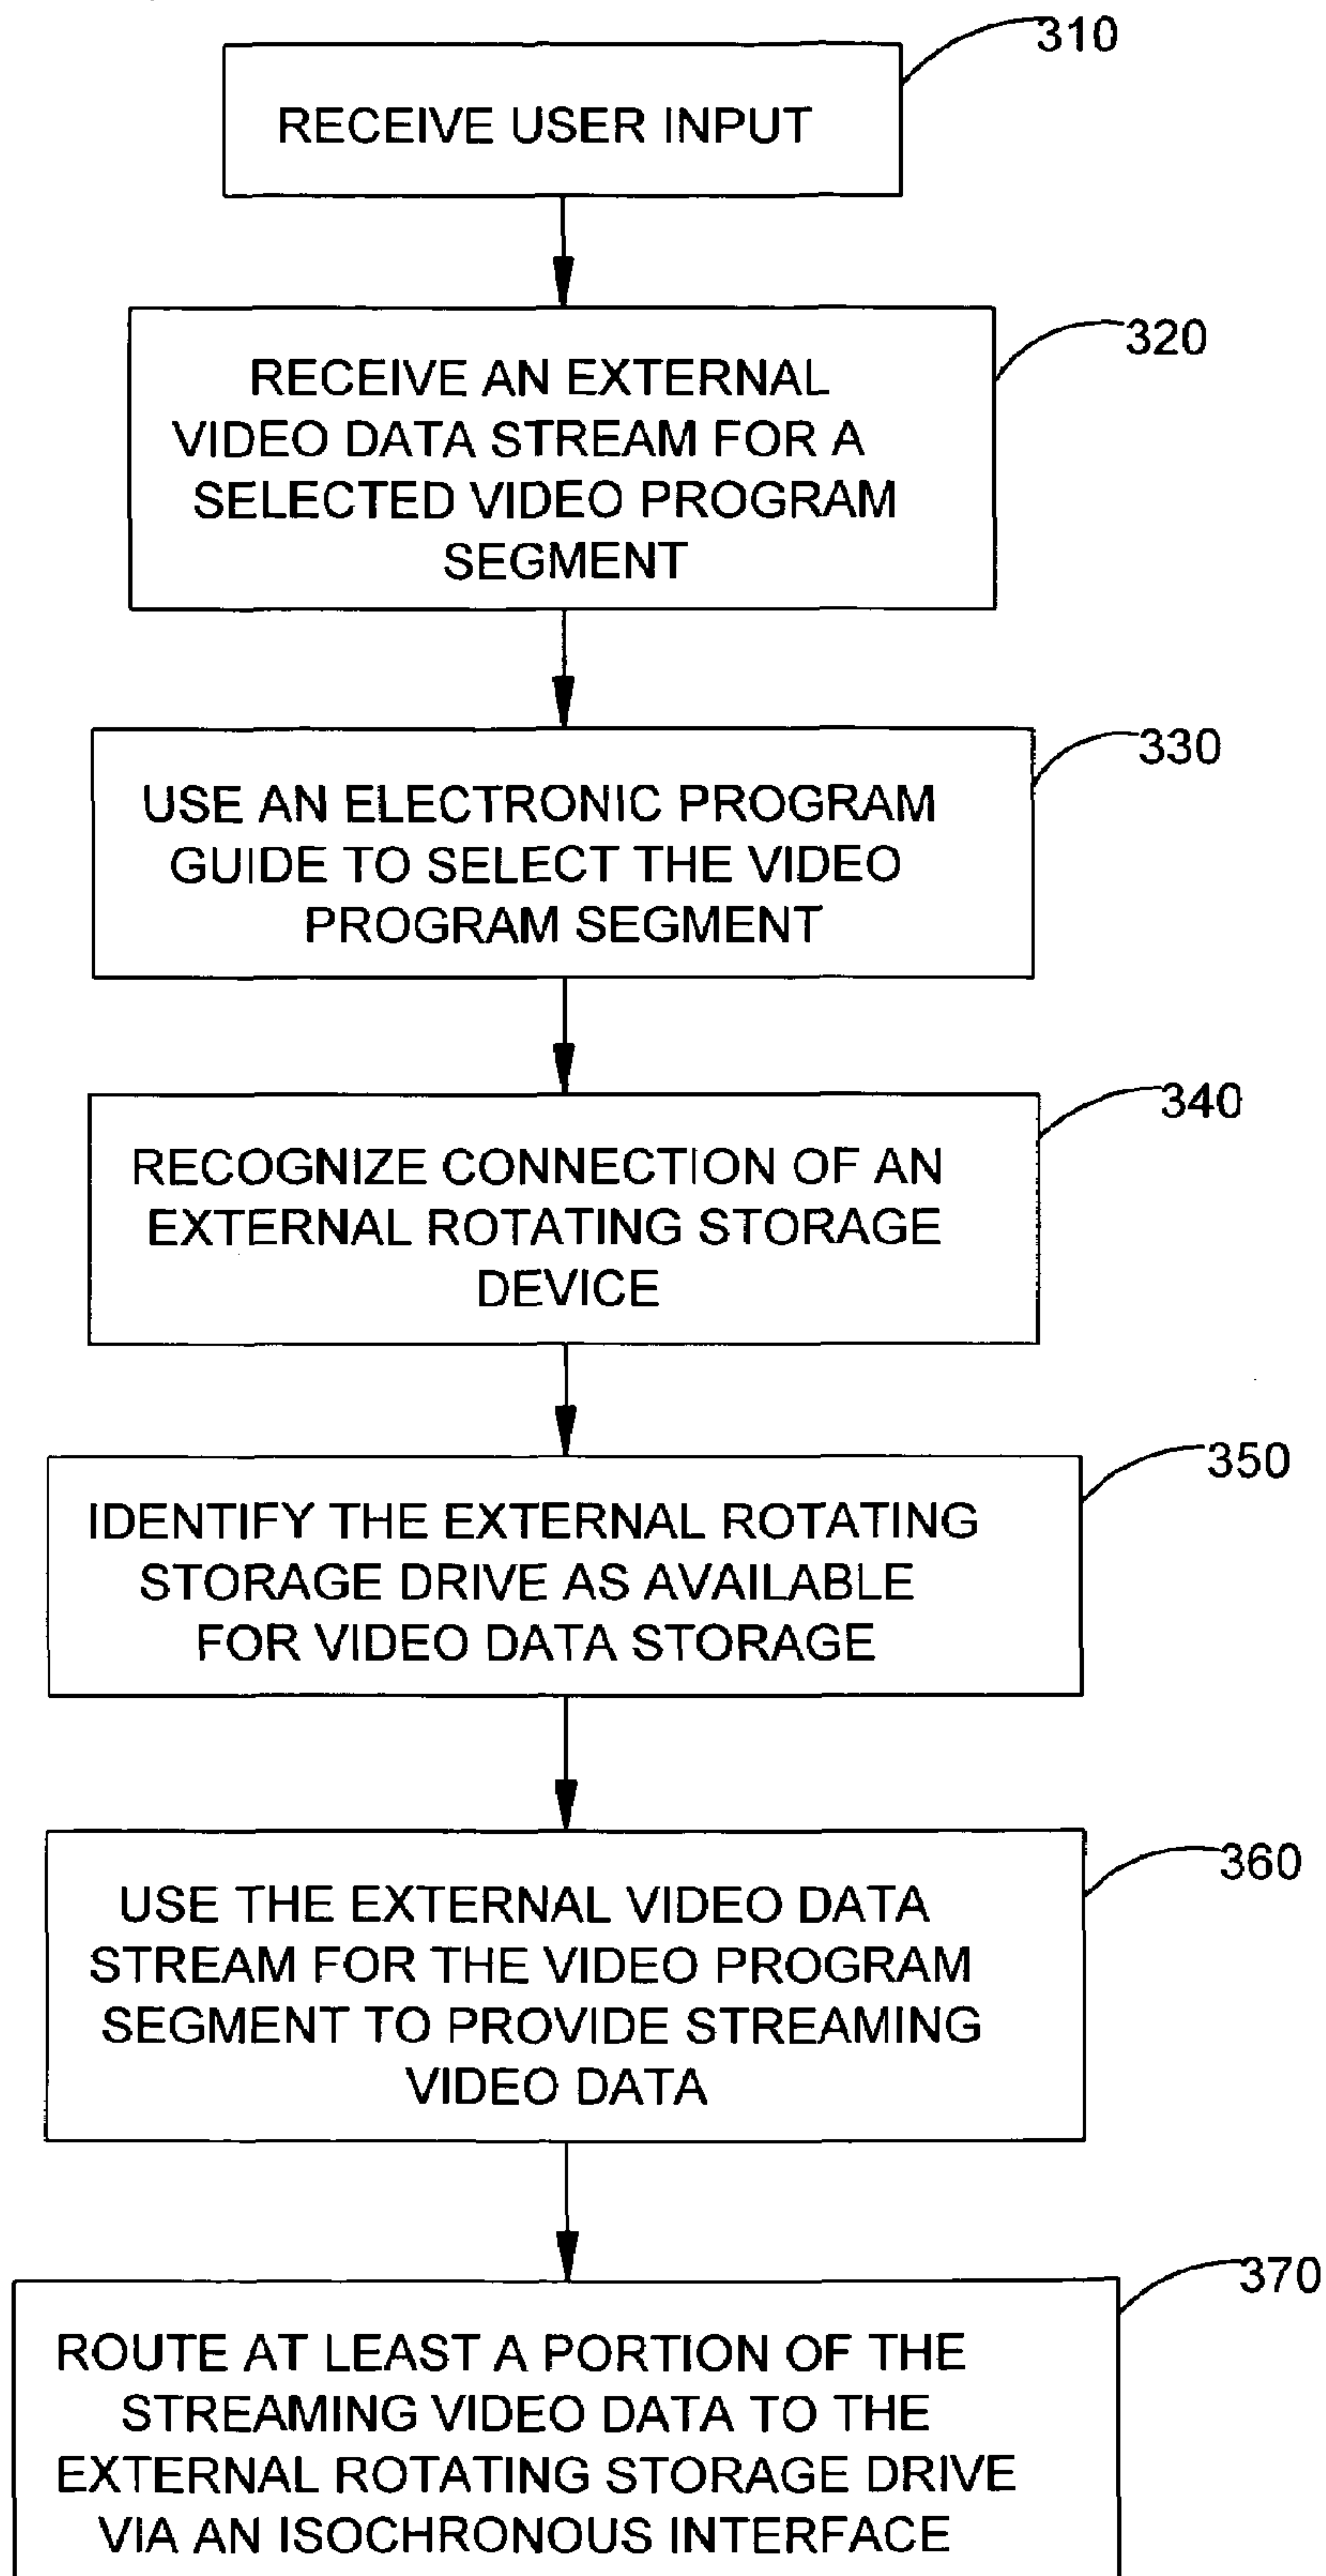 310
RECEIVE USER INPUT
320
RECEIVE AN EXTERNAL
VIDEO DATA STREAM FOR A
SELECTED VIDEO PROGRAM
SEGMENT
330
USE AN ELECTRONIC PROGRAM
GUIDE TO SELECT THE VIDEO
PROGRAM SEGMENT
340
RECOGNIZE CONNECTION OF AN
EXTERNAL ROTATING STORAGE
DEVICE
350
IDENTIFY THE EXTERNAL ROTATING
STORAGE DRIVE AS AVAILABLE
FOR VIDEO DATA STORAGE
360
USE THE EXTERNAL VIDEO DATA
STREAM FOR THE VIDEO PROGRAM
SEGMENT TO PROVIDE STREAMING
VIDEO DATA
370
ROUTE AT LEAST A PORTION OF THE
STREAMING VIDEO DATA TO THE
EXTERNAL ROTATING STORAGE DRIVE
VIA AN ISOCHRONOUS INTERFACE